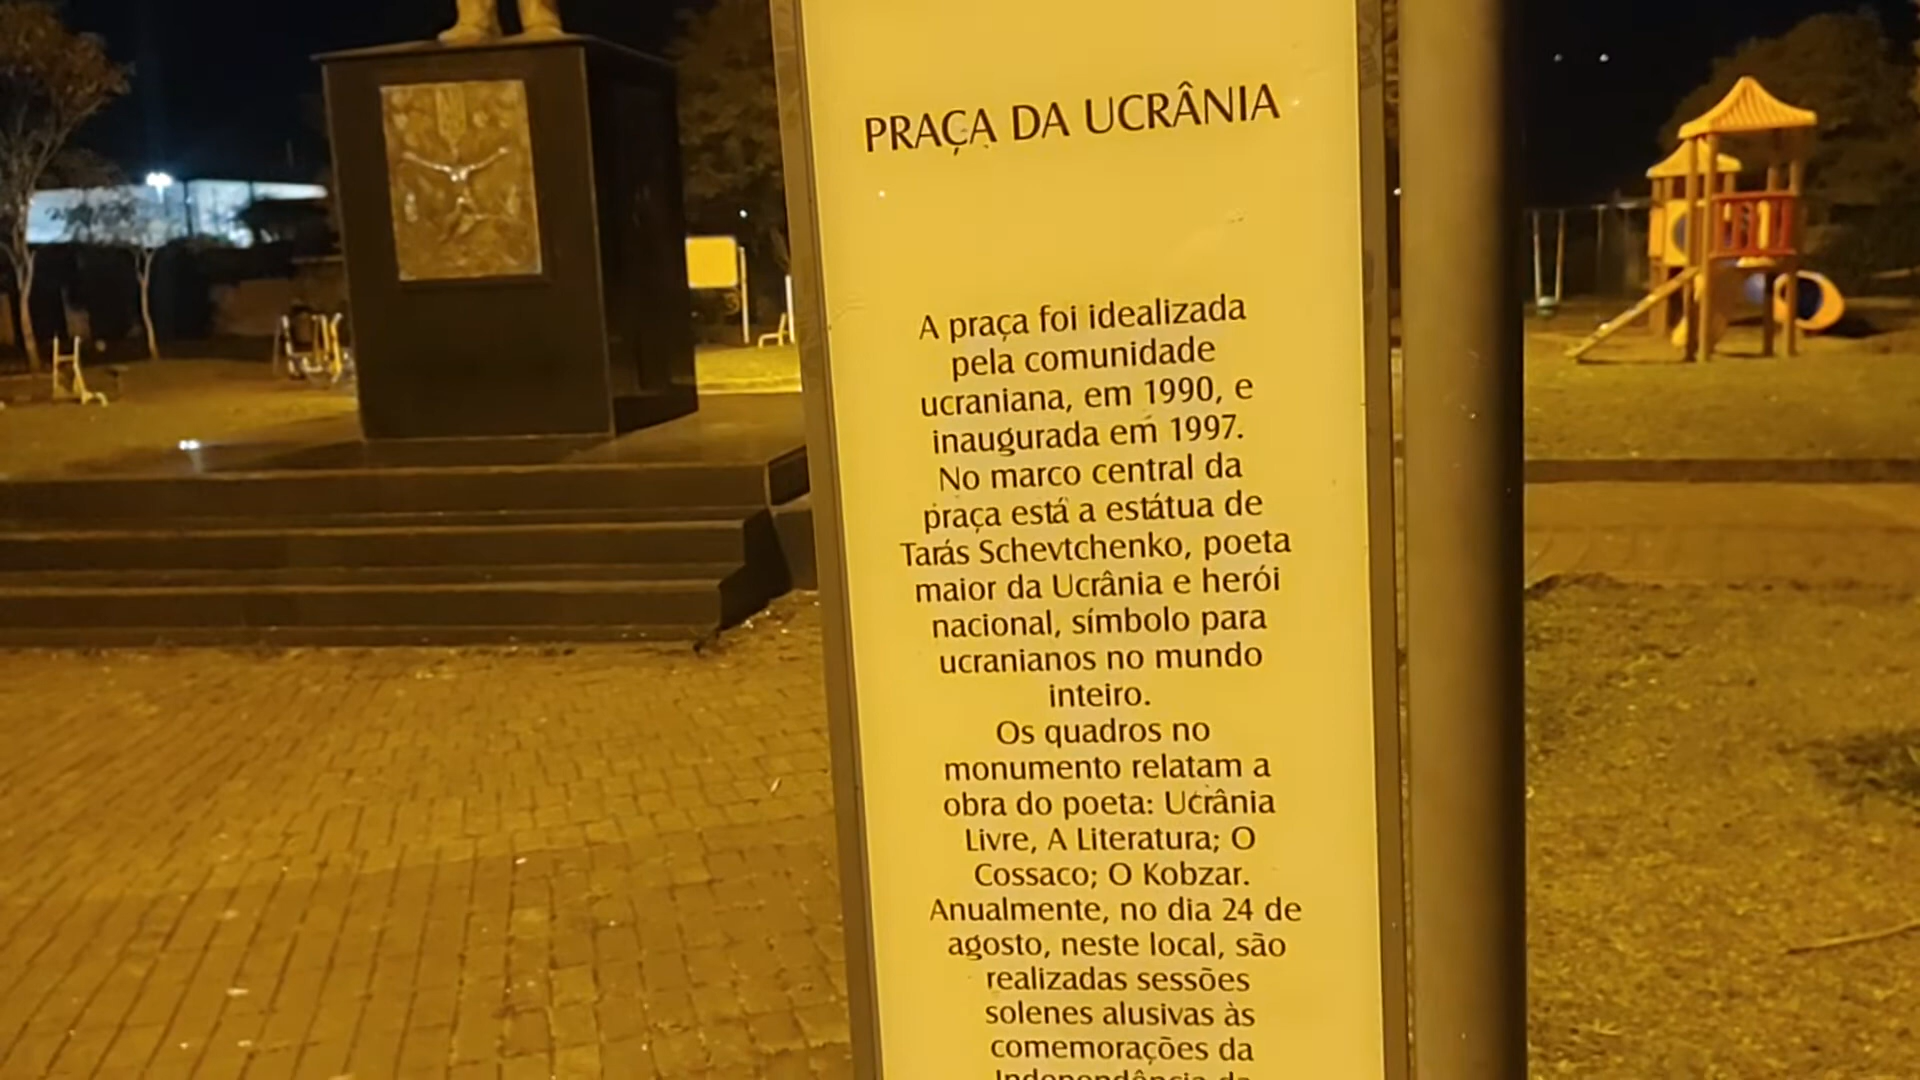 PRAÇA DA UCRÂNIA
A praça foi idealizada
pela comunidade
ucraniana, em 1990, e
inaugurada em 1997.
No marco central da
praça está a estátua de
Tarás Schevtchenko, poeta
maior da Ucrânia e herói
nacional, símbolo para
ucranianos no mundo
inteiro.
Os quadros no
monumento relatam a
obra do poeta: Ucrânia
Livre, A Literatura; O
Cossaco; O Kobzar.
Anualmente, no dia 24 de
agosto, neste local, são
realizadas sessões
solenes alusivas às
comemorações da
Independência da